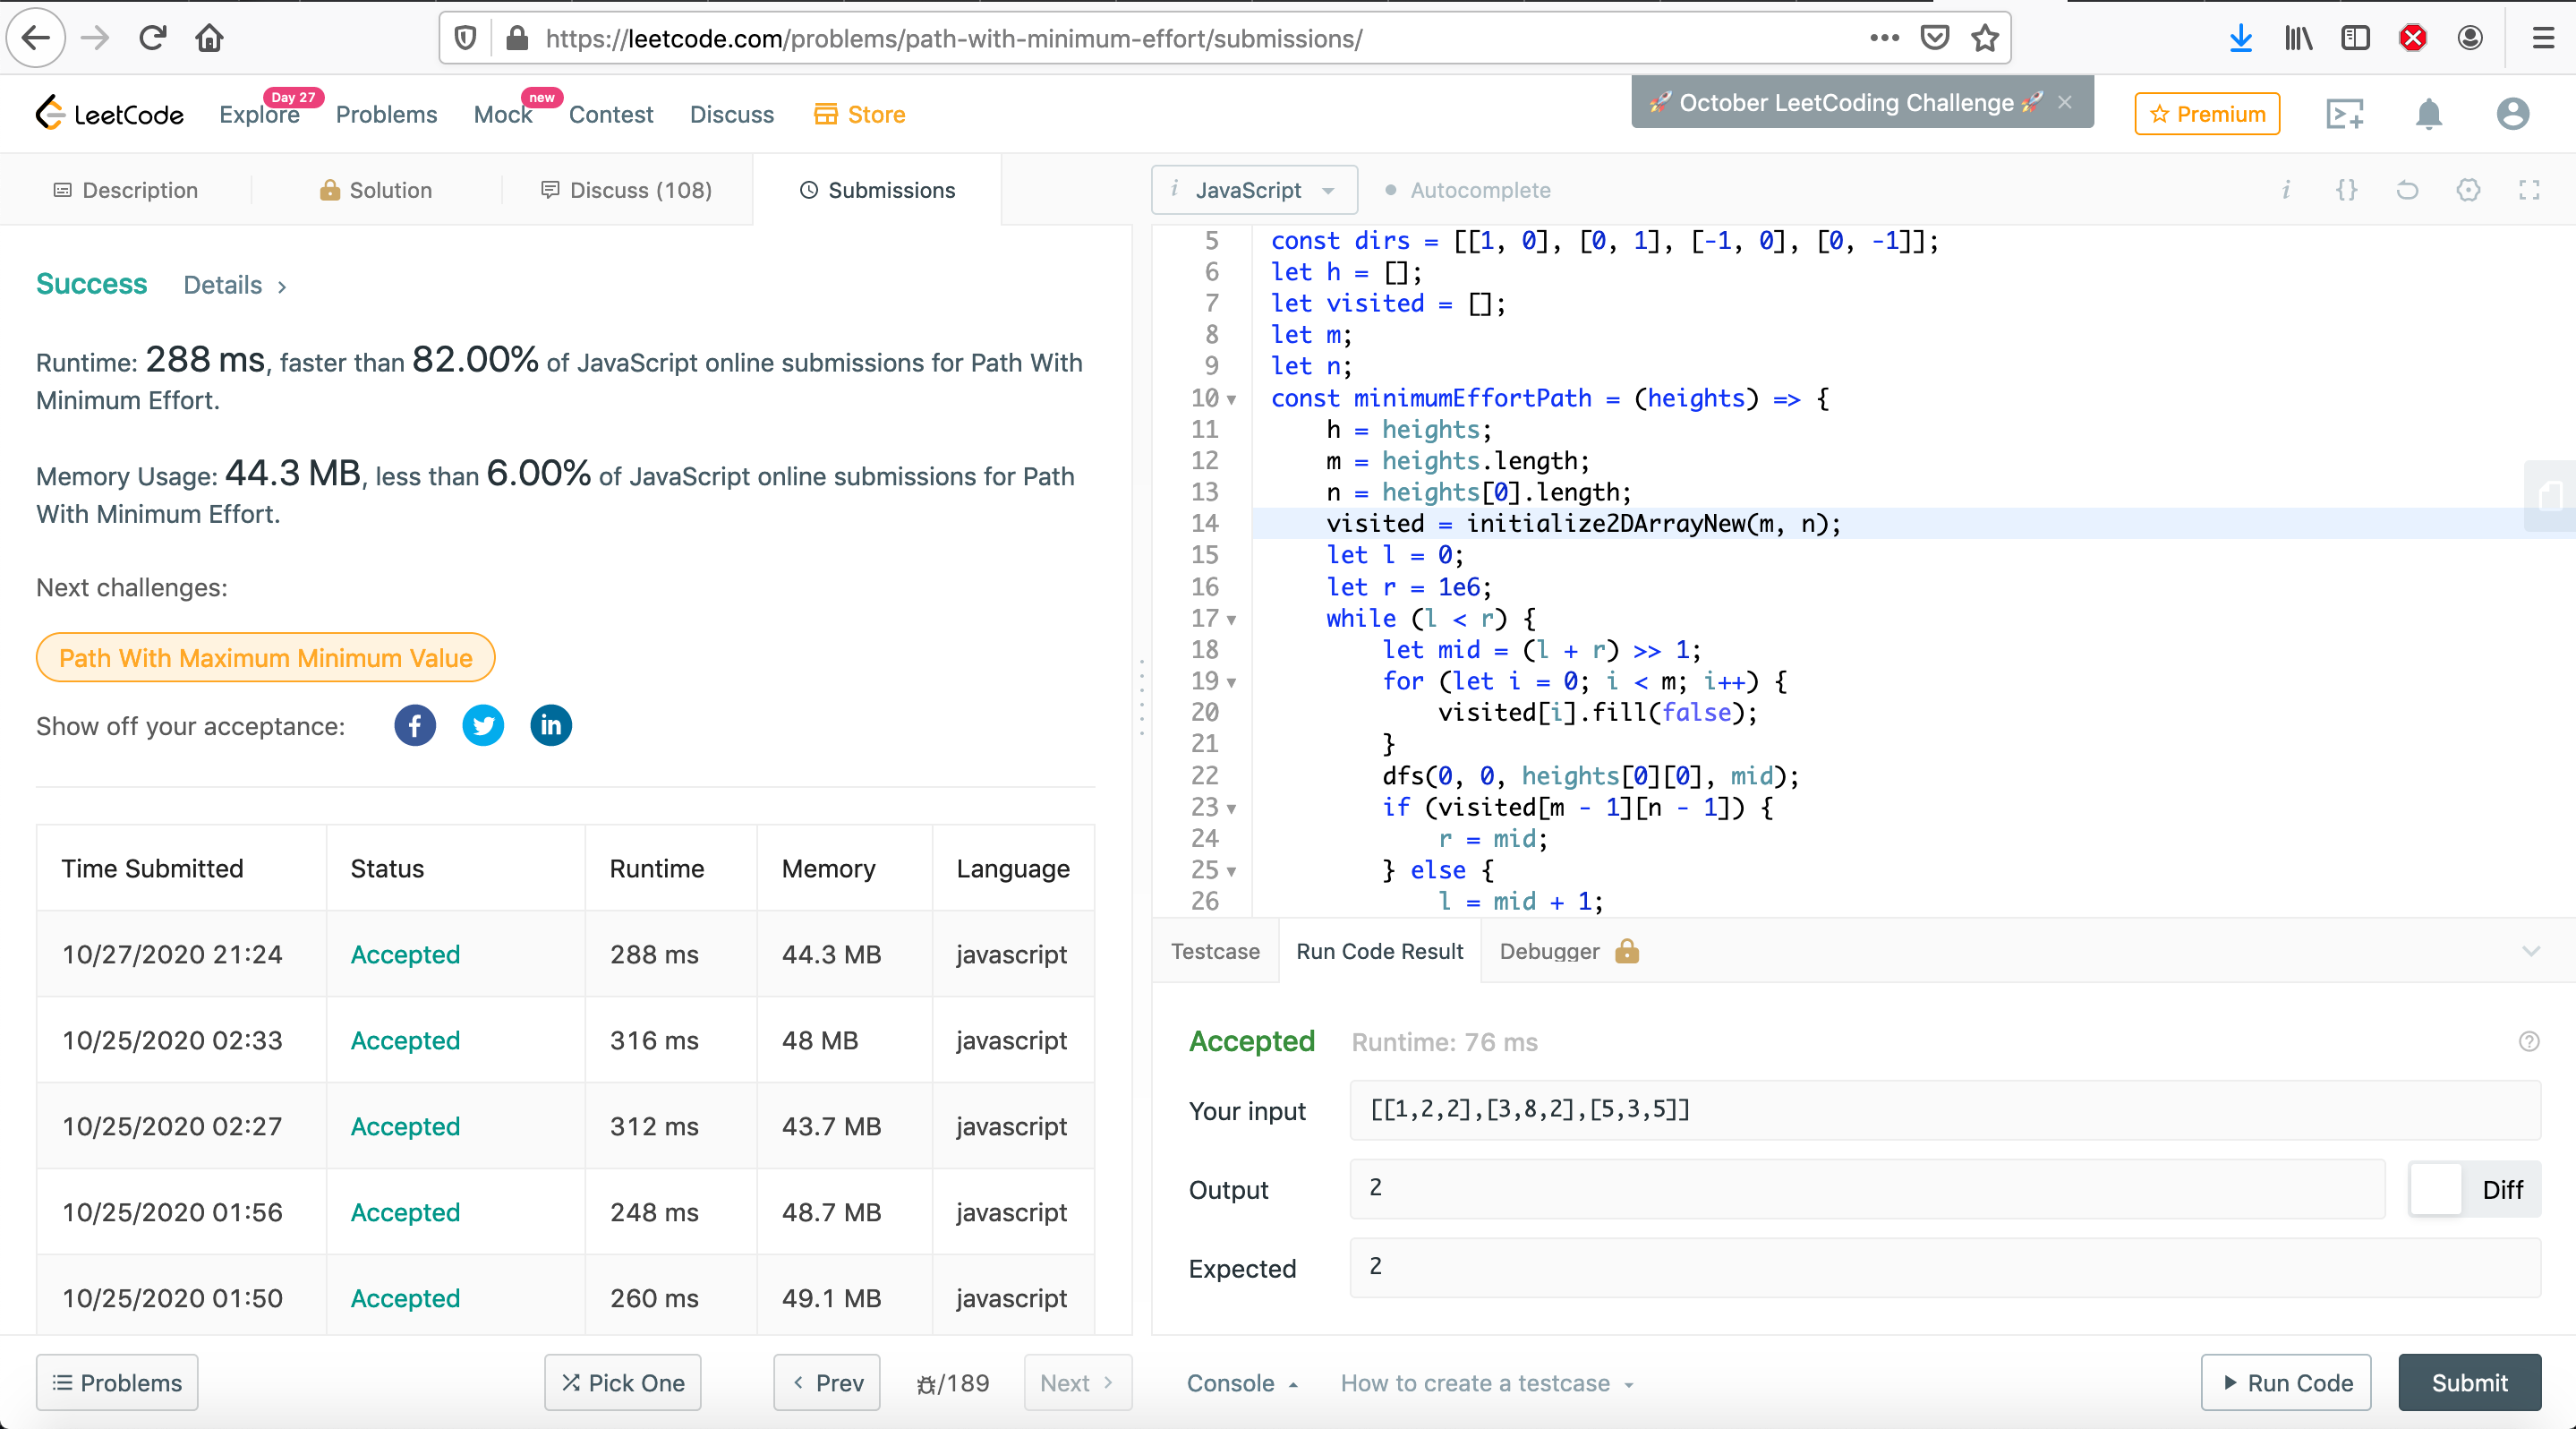 https://leetcode.com/problems/path-with-minimum-effort/submissions/
LeetCode
Explore
Day 27
Problems
Mock
new
Contest
Discuss
Store
🚀 October LeetCoding Challenge 🚀 ×
Premium
Description
Solution
Discuss (108)
Submissions
i JavaScript
Autocomplete
i
{}
Success Details >
Runtime: 288 ms, faster than 82.00% of JavaScript online submissions for Path With
Minimum Effort.
Memory Usage: 44.3 MB, less than 6.00% of JavaScript online submissions for Path
With Minimum Effort.
Next challenges:
Path With Maximum Minimum Value
Show off your acceptance:
Time Submitted Status Runtime Memory Language
10/27/2020 21:24 Accepted 288 ms 44.3 MB javascript
10/25/2020 02:33 Accepted 316 ms 48 MB javascript
10/25/2020 02:27 Accepted 312 ms 43.7 MB javascript
10/25/2020 01:56 Accepted 248 ms 48.7 MB javascript
10/25/2020 01:50 Accepted 260 ms 49.1 MB javascript
5 const dirs = [[1, 0], [0, 1], [-1, 0], [0, -1]];
6 let h = [];
7 let visited = [];
8 let m;
9 let n;
10 const minimumEffortPath = (heights) => {
11 h = heights;
12 m = heights.length;
13 n = heights[0].length;
14 visited = initialize2DArrayNew(m, n);
15 let l = 0;
16 let r = 1e6;
17 while (l < r) {
18 let mid = (l + r) >> 1;
19 for (let i = 0; i < m; i++) {
20 visited[i].fill(false);
21 }
22 dfs(0, 0, heights[0][0], mid);
23 if (visited[m - 1][n - 1]) {
24 r = mid;
25 } else {
26 l = mid + 1;
Testcase Run Code Result Debugger
Accepted Runtime: 76 ms
Your input [[1,2,2],[3,8,2],[5,3,5]]
Output 2 Diff
Expected 2
Problems
Pick One
< Prev
/189
Next >
Console
How to create a testcase
Run Code
Submit